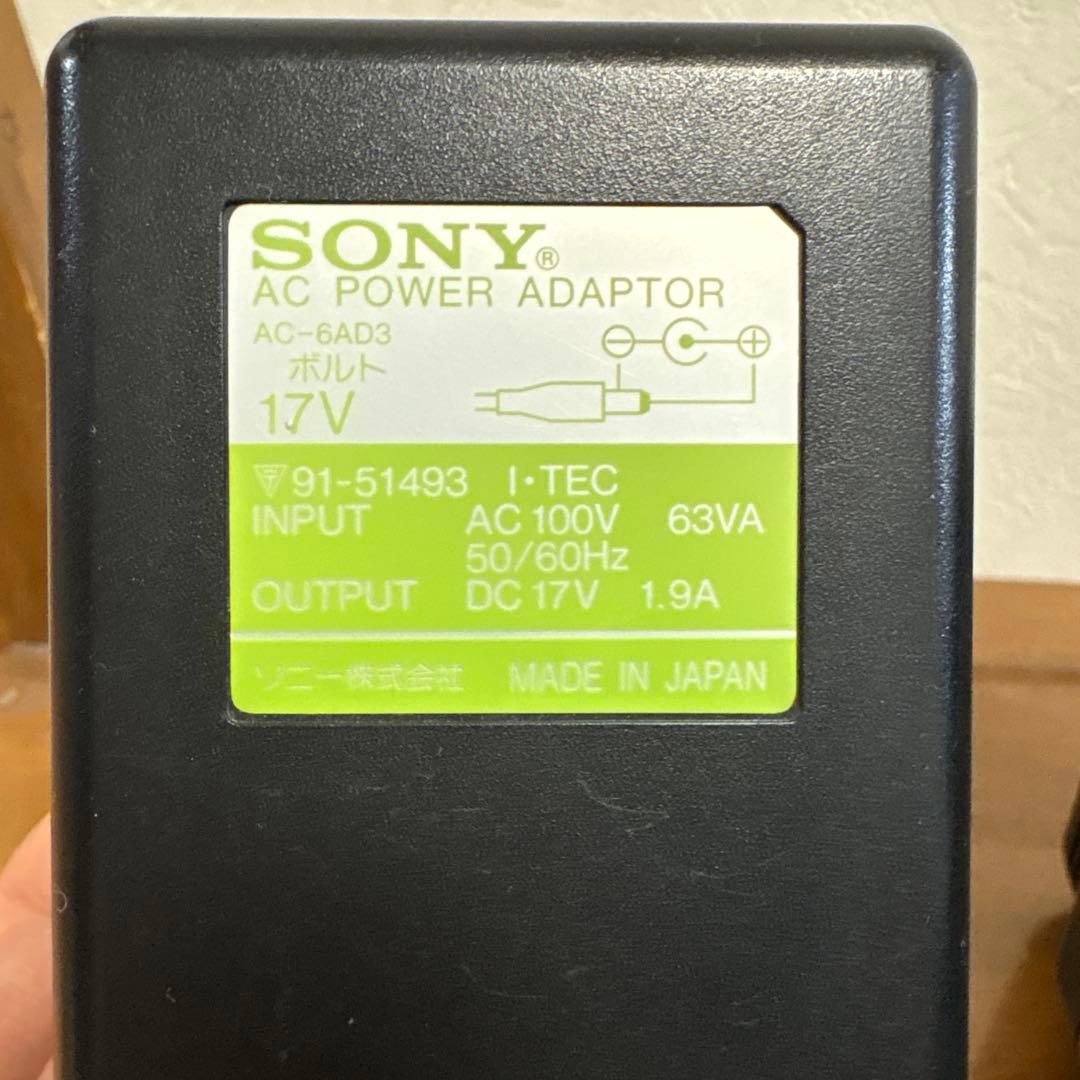 SONY®
AC POWER ADAPTOR
AC-6AD3
ボルト
17V
91-51493 I・TEC
INPUT AC 100V 63VA
50/60Hz
OUTPUT DC 17V 1.9A
ソニー株式会社 MADE IN JAPAN